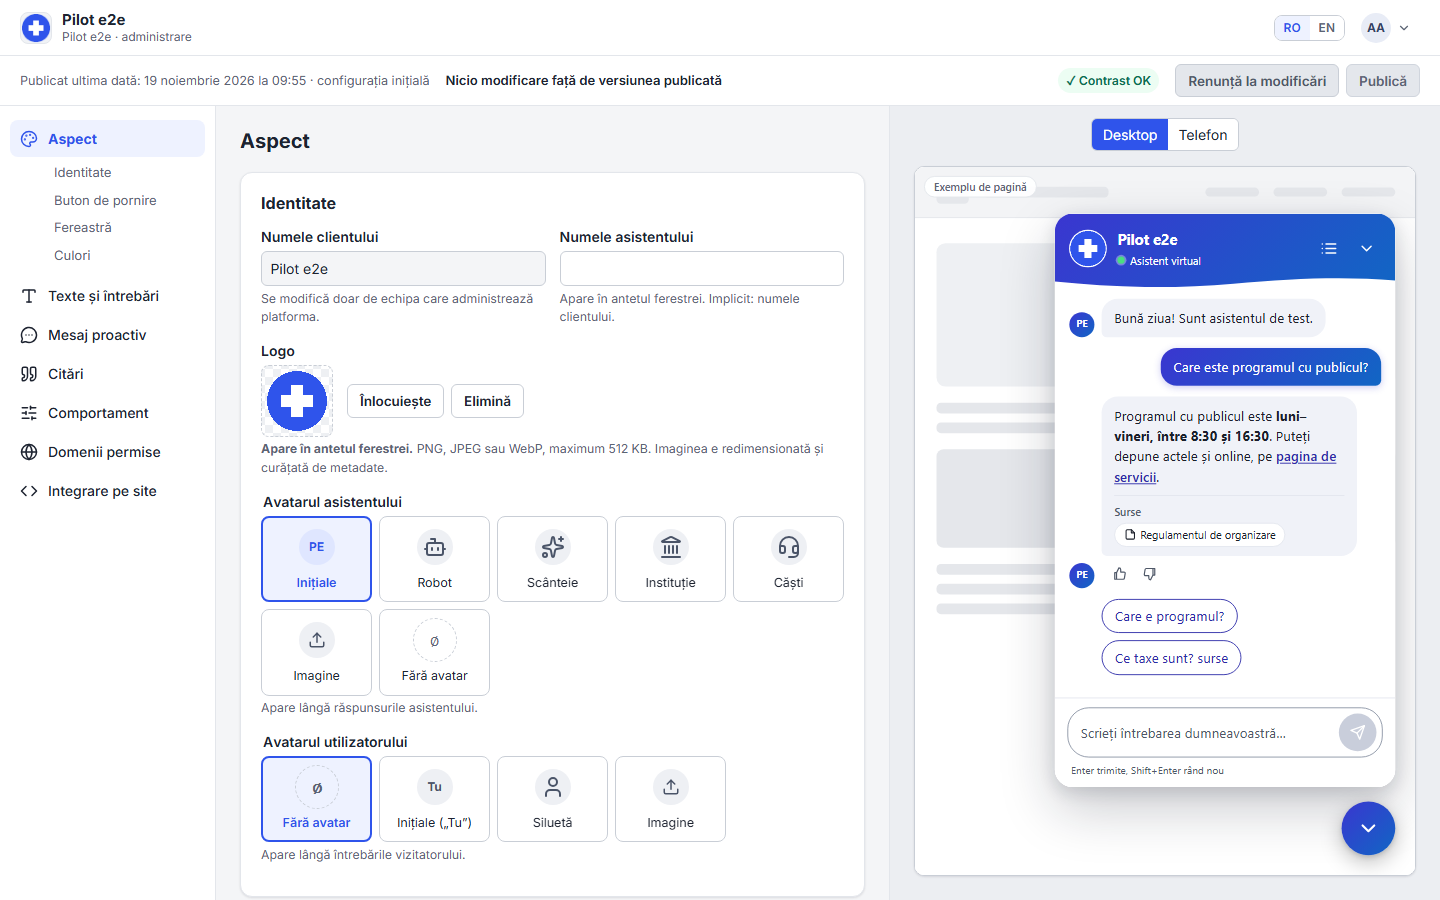 Pilot e2e
Pilot e2e · administrare
RO EN
AA
Publicat ultima dată: 19 noiembrie 2026 la 09:55 · configurația inițială
Nicio modificare față de versiunea publicată
✓ Contrast OK
Renunță la modificări
Publică
Aspect
Identitate
Buton de pornire
Fereastră
Culori
Texte și întrebări
Mesaj proactiv
Citări
Comportament
Domenii permise
Integrare pe site
Aspect
Identitate
Numele clientului
Pilot e2e
Se modifică doar de echipa care administrează
platforma.
Numele asistentului
Apare în antetul ferestrei. Implicit: numele
clientului.
Logo
Înlocuiește
Elimină
Apare în antetul ferestrei. PNG, JPEG sau WebP, maximum 512 KB. Imaginea e redimensionată și
curățată de metadate.
Avatarul asistentului
PE
Inițiale
Robot
Scânteie
Instituție
Căști
Imagine
Ø
Fără avatar
Apare lângă răspunsurile asistentului.
Avatarul utilizatorului
Ø
Fără avatar
Tu
Inițiale („Tu”)
Siluetă
Imagine
Apare lângă întrebările vizitatorului.
Desktop
Telefon
Exemplu de pagină
Pilot e2e
Asistent virtual
PE
Bună ziua! Sunt asistentul de test.
Care este programul cu publicul?
Programul cu publicul este luni–
vineri, între 8:30 și 16:30. Puteți
depune actele și online, pe pagina de
servicii.
Surse
Regulamentul de organizare
PE
Care e programul?
Ce taxe sunt? surse
Scrieți întrebarea dumneavoastră...
Enter trimite, Shift+Enter rând nou